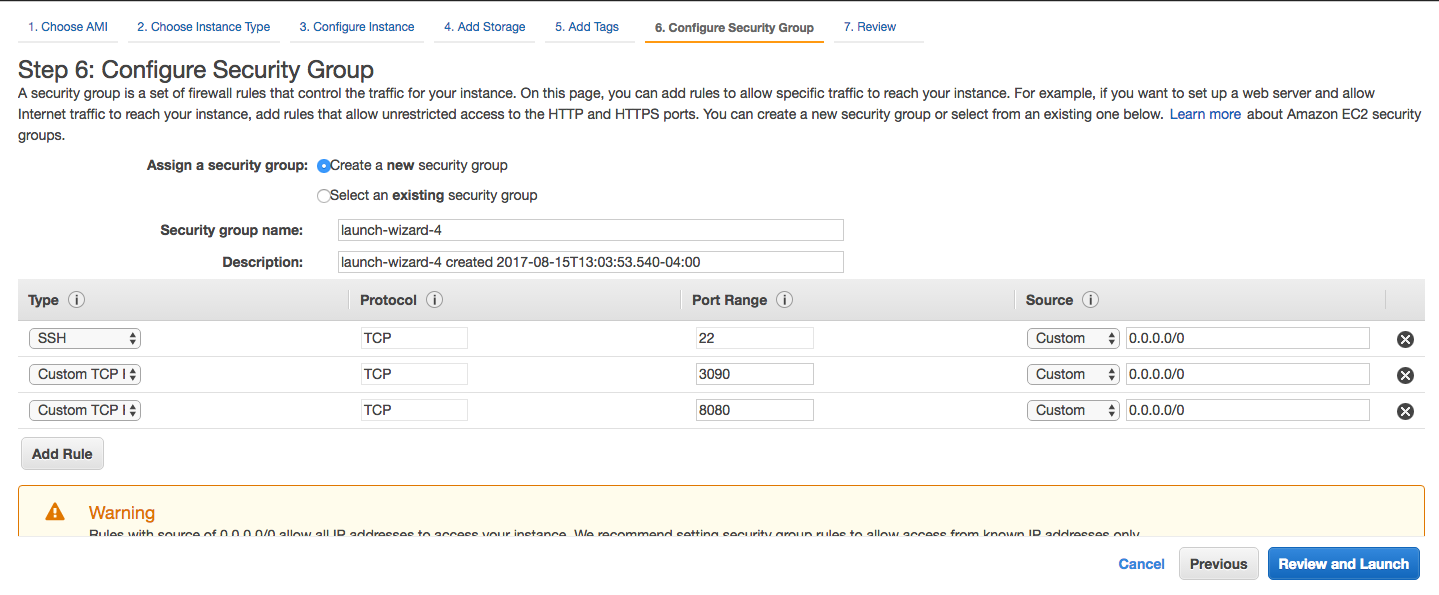 1. Choose AMI 2. Choose Instance Type 3. Configure Instance 4. Add Storage 5. Add Tags 6. Configure Security Group 7. Review
Step 6: Configure Security Group
A security group is a set of firewall rules that control the traffic for your instance. On this page, you can add rules to allow specific traffic to reach your instance. For example, if you want to set up a web server and allow
Internet traffic to reach your instance, add rules that allow unrestricted access to the HTTP and HTTPS ports. You can create a new security group or select from an existing one below. Learn more about Amazon EC2 security
groups.
Assign a security group: Create a new security group
Select an existing security group
Security group name: launch-wizard-4
Description: launch-wizard-4 created 2017-08-15T13:03:53.540-04:00
Type Protocol Port Range Source
SSH TCP 22 Custom 0.0.0.0/0
Custom TCP TCP 3090 Custom 0.0.0.0/0
Custom TCP TCP 8080 Custom 0.0.0.0/0
Add Rule
Warning
Rules with source of 0.0.0.0/0 allow all IP addresses to access your instance. We recommend setting security group rules to allow access from known IP addresses only.
Cancel Previous Review and Launch